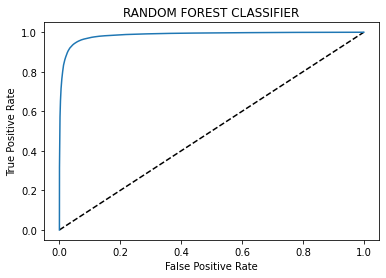 RANDOM FOREST CLASSIFIER
1.0
0.8
0.6
0.4
0.2
0.0
True Positive Rate
0.0 0.2 0.4 0.6 0.8 1.0
False Positive Rate